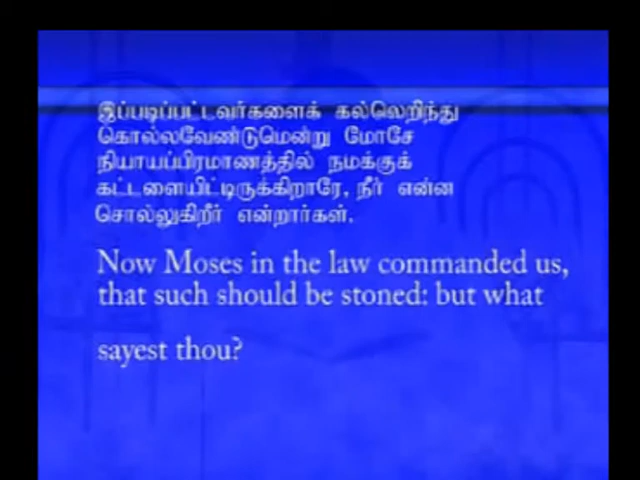 இப்படிப்பட்டவர்களைக் கல்லெறிந்து
கொல்லவேண்டுமென்று மோசே
நியாயப்பிரமாணத்தில் நமக்குக்
கட்டளையிட்டிருக்கிறாரே, நீர் என்ன
சொல்லுகிறீர் என்றார்கள்.
Now Moses in the law commanded us,
that such should be stoned: but what
sayest thou?